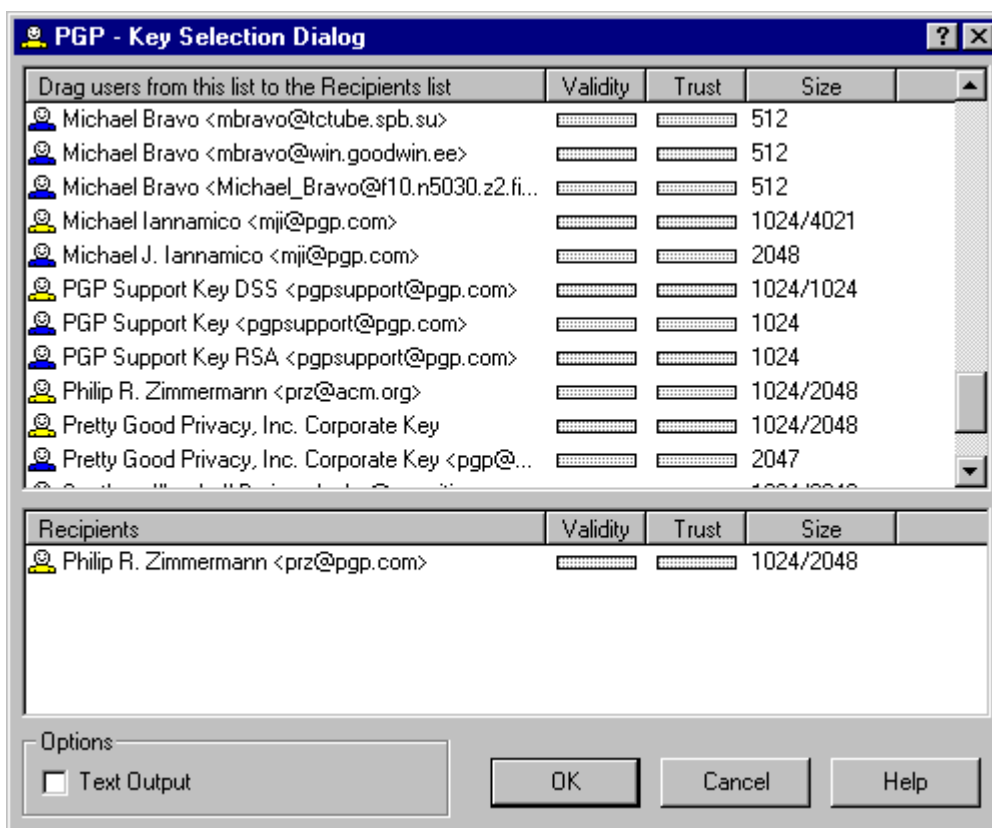 PGP - Key Selection Dialog
Drag users from this list to the Recipients list Validity Trust Size
Michael Bravo <mbravo@tctube.spb.su> 512
Michael Bravo <mbravo@win.goodwin.ee> 512
Michael Bravo <Michael_Bravo@f10.n5030.z2.fi... 512
Michael Iannamico <mji@pgp.com> 1024/4021
Michael J. Iannamico <mji@pgp.com> 2048
PGP Support Key DSS <pgpsupport@pgp.com> 1024/1024
PGP Support Key <pgpsupport@pgp.com> 1024
PGP Support Key RSA <pgpsupport@pgp.com> 1024
Philip R. Zimmermann <prz@acm.org> 1024/2048
Pretty Good Privacy, Inc. Corporate Key 1024/2048
Pretty Good Privacy, Inc. Corporate Key <pgp@... 2047
Recipients Validity Trust Size
Philip R. Zimmermann <prz@pgp.com> 1024/2048
Options
Text Output
OK Cancel Help